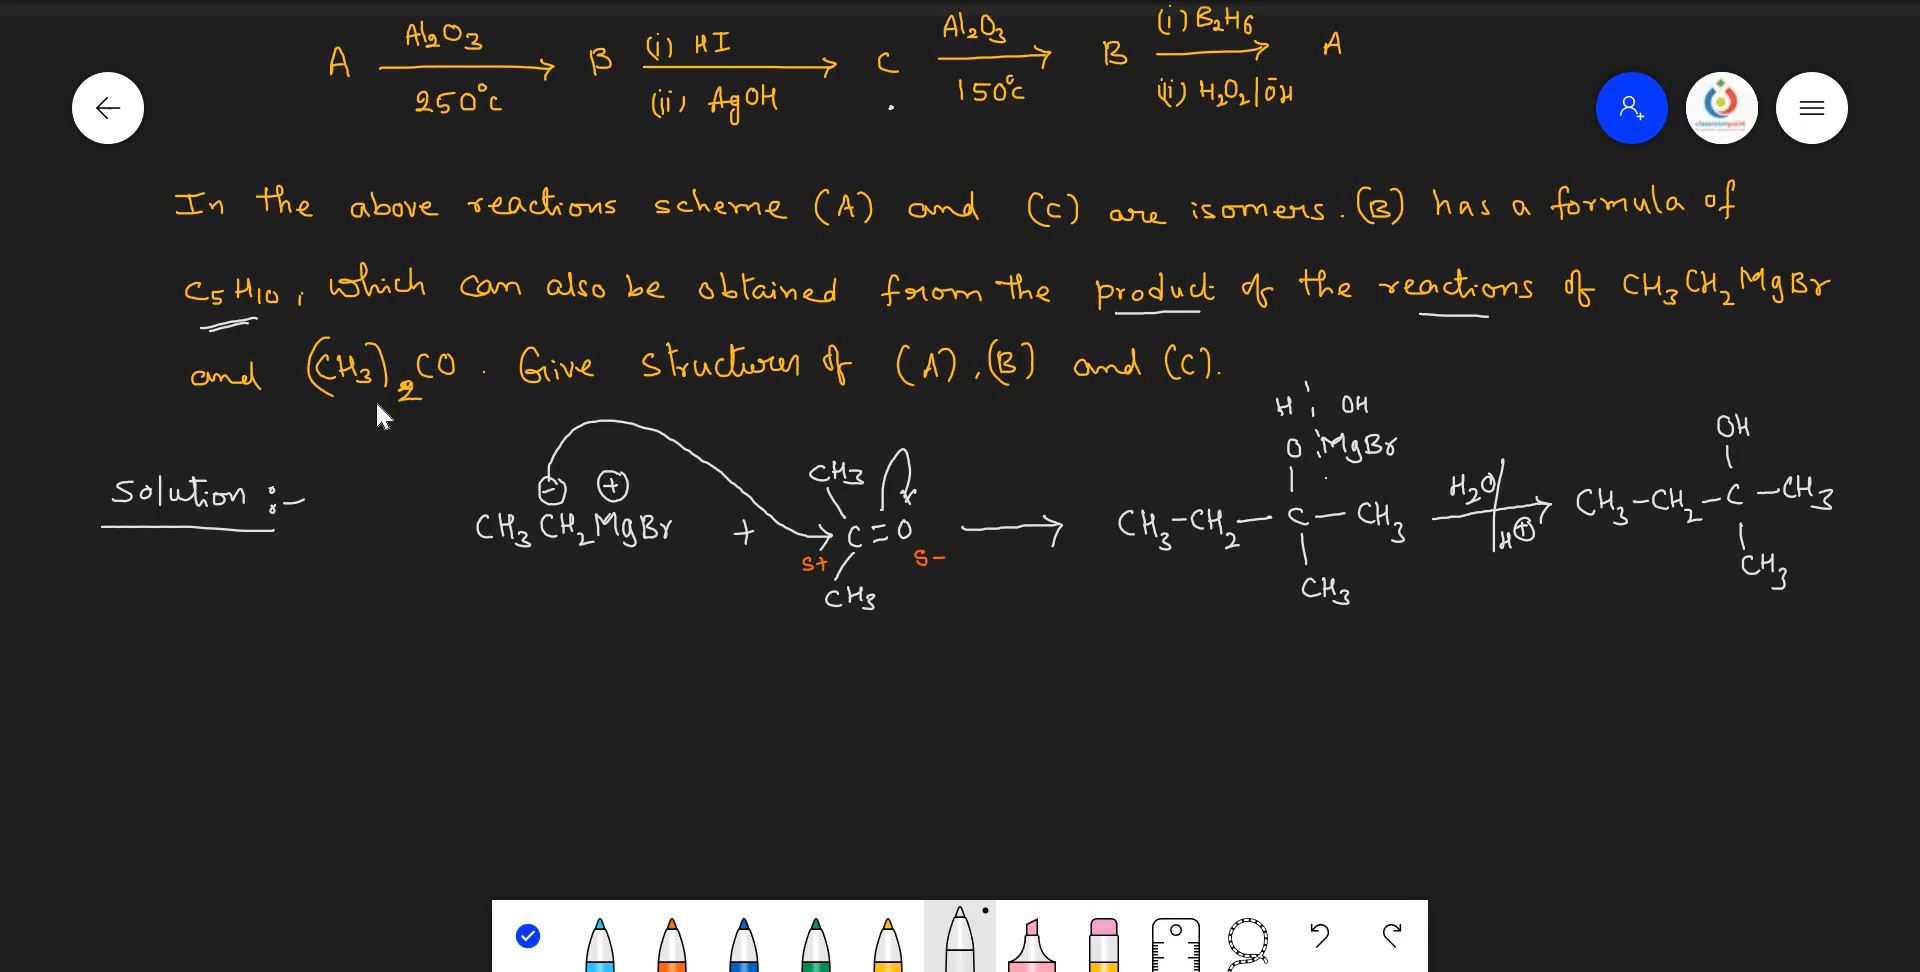 A —Al₂O₃ / 250°C→ B —(i) HI / (ii) AgOH→ C —Al₂O₃ / 150°C→ B —(i) B₂H₆ / (ii) H₂O₂/ŌH→ A
In the above reactions scheme (A) and (C) are isomers. (B) has a formula of
C₅H₁₀, which can also be obtained from the product of the reactions of CH₃CH₂MgBr
and (CH₃)₂CO. Give structures of (A), (B) and (C).
Solution :-
CH₃CH₂MgBr + CH₃ C=O CH₃ → CH₃-CH₂-C-CH₃ CH₃ —H₂O/H⊕→ CH₃-CH₂-C-CH₃
⊖ ⊕
δ+ δ-
H OH
O MgBr
OH
CH₃